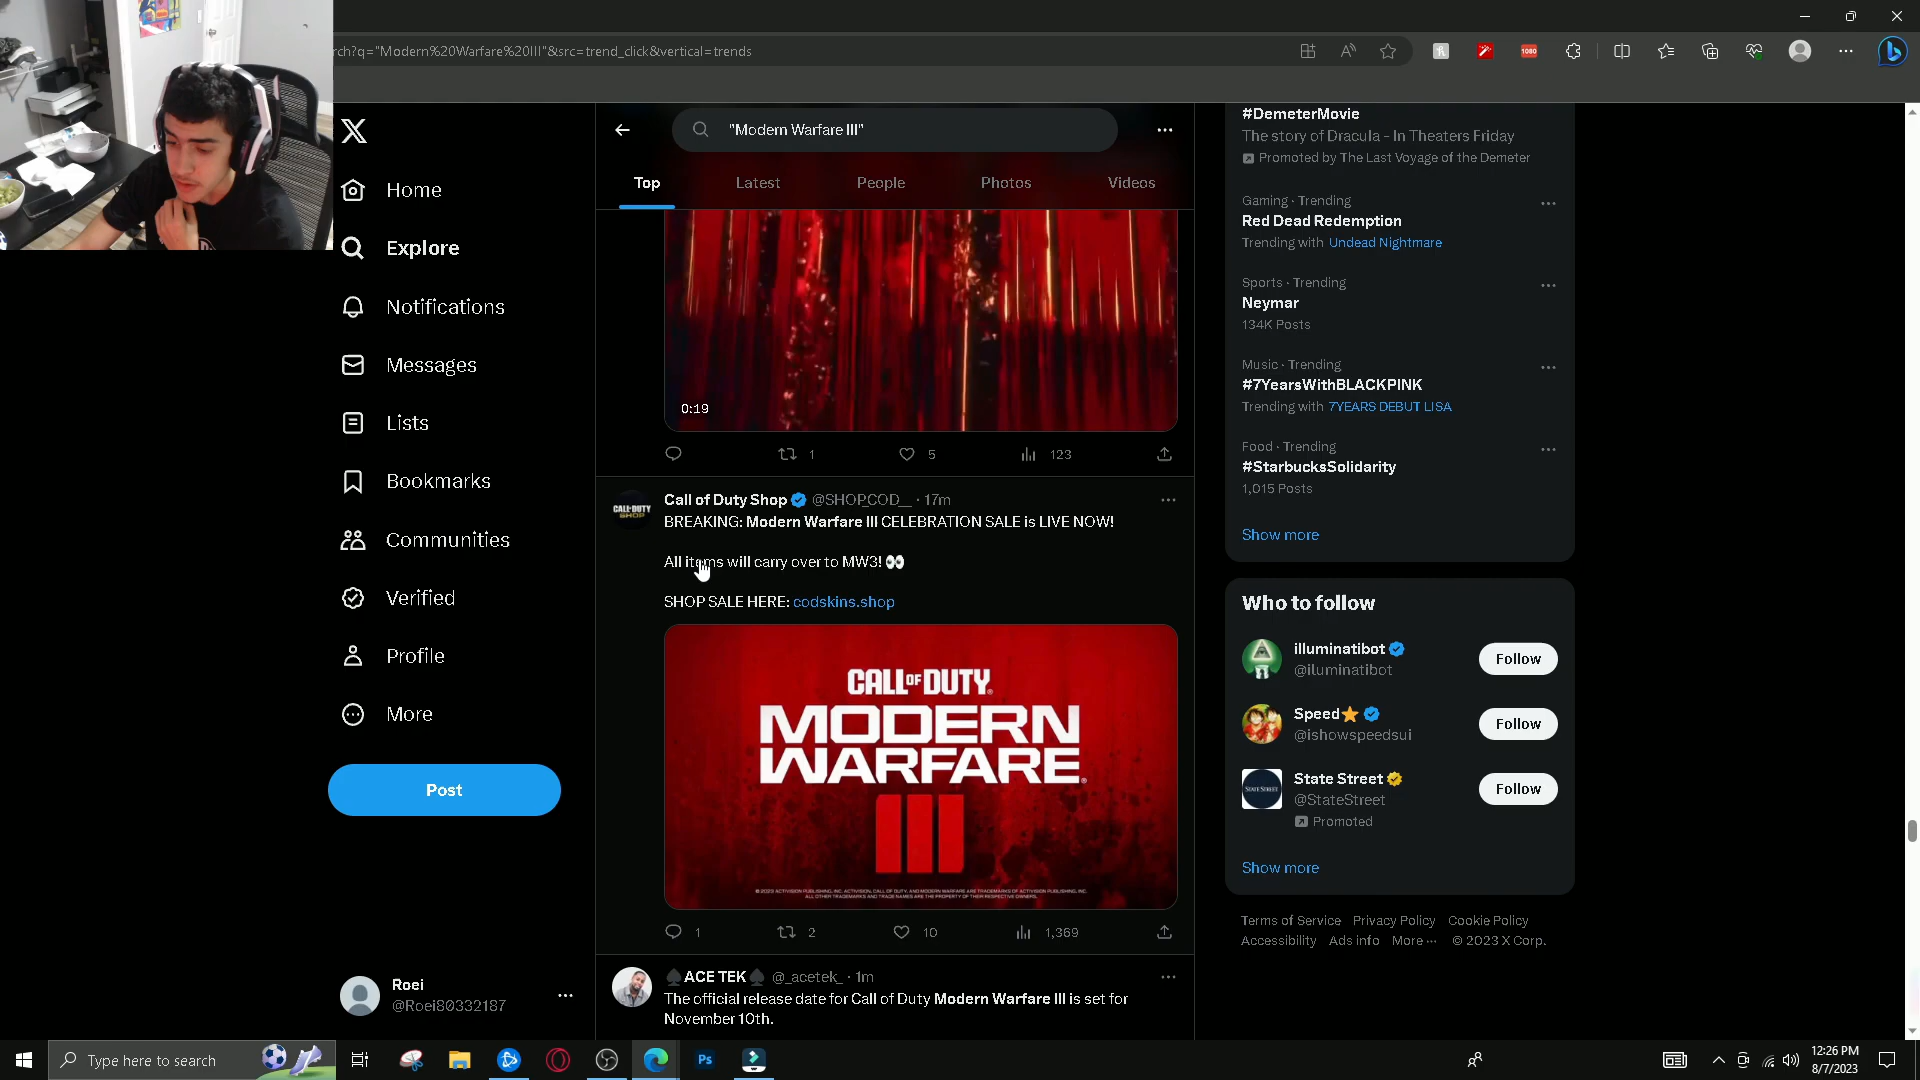 rch?q="Modern%20Warfare%20III"&src=trend_click&vertical=trends
1080
Home
Explore
Notifications
Messages
Lists
Bookmarks
Communities
Verified
Profile
More
Post
Roei
@Roei80332187
"Modern Warfare III"
Top
Latest
People
Photos
Videos
0:19
1
5
123
CALL OF DUTY
SHOP
Call of Duty Shop @SHOP_COD__ · 17m
BREAKING: Modern Warfare III CELEBRATION SALE is LIVE NOW!
All items will carry over to MW3! 👀
SHOP SALE HERE: codskins.shop
CALL OF DUTY®
MODERN
WARFARE®
III
© 2023 ACTIVISION PUBLISHING, INC. ACTIVISION, CALL OF DUTY, AND MODERN WARFARE ARE TRADEMARKS OF ACTIVISION PUBLISHING, INC.
ALL OTHER TRADEMARKS AND TRADE NAMES ARE THE PROPERTY OF THEIR RESPECTIVE OWNERS.
1
2
10
1,369
♠ACE TEK♠ @_acetek_ · 1m
The official release date for Call of Duty Modern Warfare III is set for
November 10th.
#DemeterMovie
The story of Dracula - In Theaters Friday
Promoted by The Last Voyage of the Demeter
Gaming · Trending
Red Dead Redemption
Trending with Undead Nightmare
Sports · Trending
Neymar
134K Posts
Music · Trending
#7YearsWithBLACKPINK
Trending with 7YEARS DEBUT LISA
Food · Trending
#StarbucksSolidarity
1,015 Posts
Show more
Who to follow
illuminatibot
@iluminatibot
Follow
Speed⭐
@ishowspeedsui
Follow
STATE STREET
State Street
@StateStreet
Promoted
Follow
Show more
Terms of Service Privacy Policy Cookie Policy
Accessibility Ads info More ··· © 2023 X Corp.
Type here to search
Ps
12:26 PM
8/7/2023